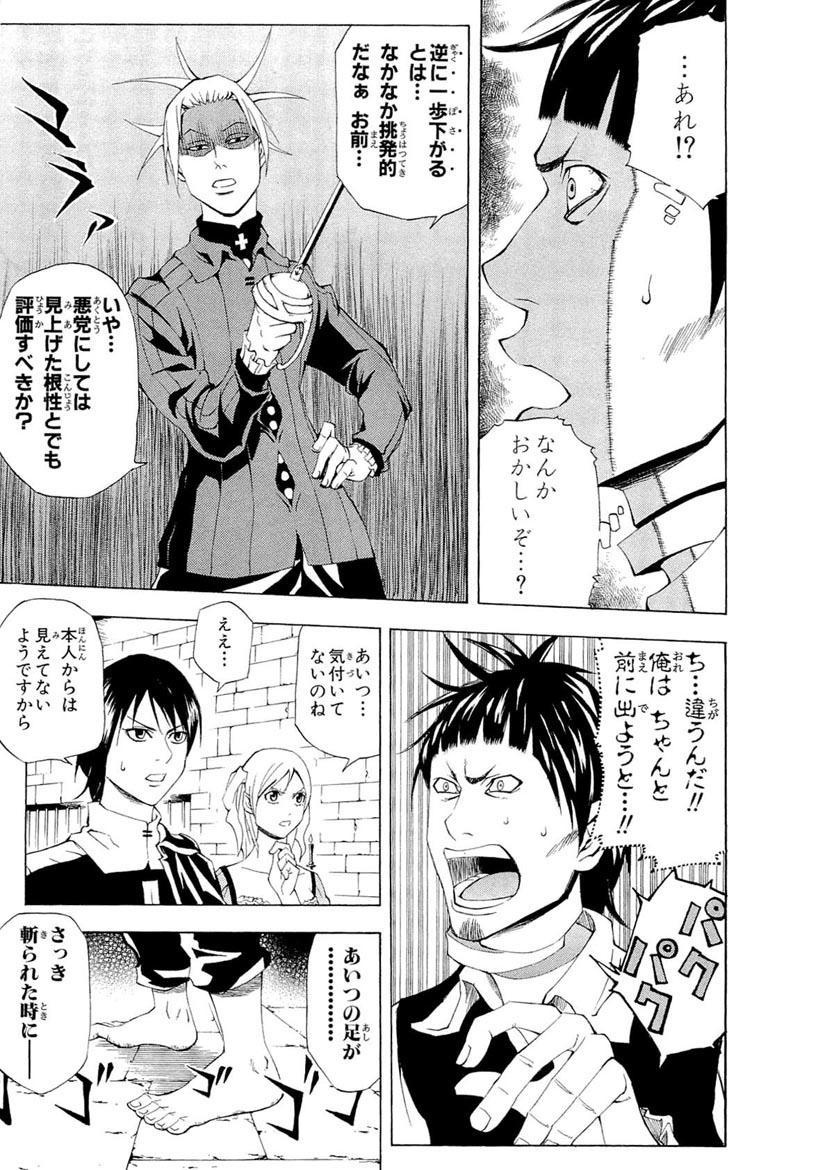 …あれ!?
なんか
おかしいぞ…?
逆に一歩下がる
とは…
なかなか挑発的
だなぁ お前…
いや…
悪党にしては
見上げた根性とでも
評価すべきか?
ち…違うんだ!!
俺は ちゃんと
前に出ようと…!!
パク
パク
あいつ…
気付いて
ないのね
ええ…
本人からは
見えてない
ようですから
あいつの足が
…………
さっき
斬られた時に——